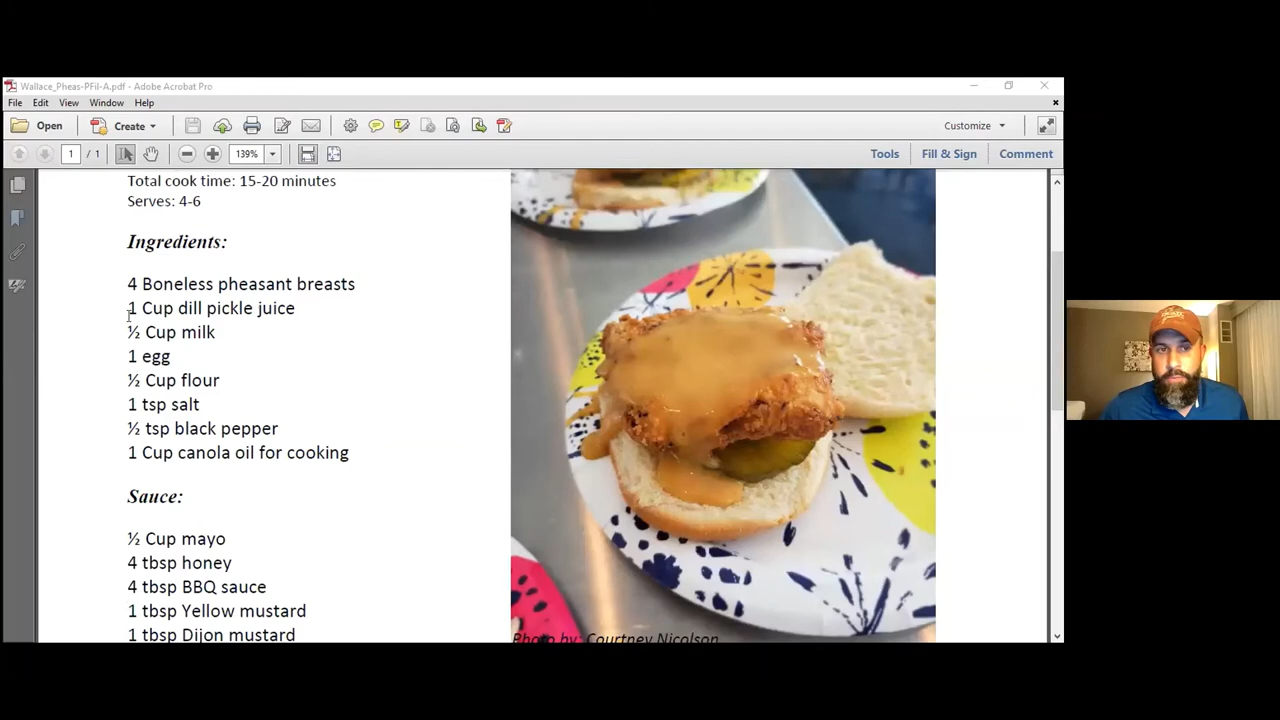 Wallace_Pheas-PFil-A.pdf - Adobe Acrobat Pro
File Edit View Window Help
Open Create Customize
1 / 1 139% Tools Fill & Sign Comment
Total cook time: 15-20 minutes
Serves: 4-6
Ingredients:
4 Boneless pheasant breasts
1 Cup dill pickle juice
½ Cup milk
1 egg
½ Cup flour
1 tsp salt
½ tsp black pepper
1 Cup canola oil for cooking
Sauce:
½ Cup mayo
4 tbsp honey
4 tbsp BBQ sauce
1 tbsp Yellow mustard
1 tbsp Dijon mustard
Photo by: Courtney Nicolson